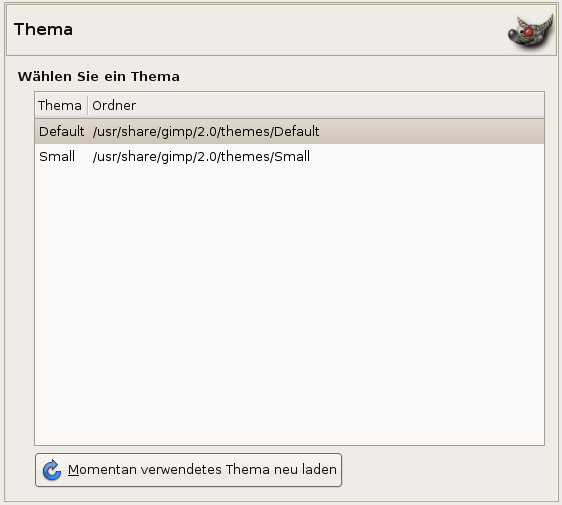 Thema
Wählen Sie ein Thema
Thema Ordner
Default /usr/share/gimp/2.0/themes/Default
Small /usr/share/gimp/2.0/themes/Small
Momentan verwendetes Thema neu laden